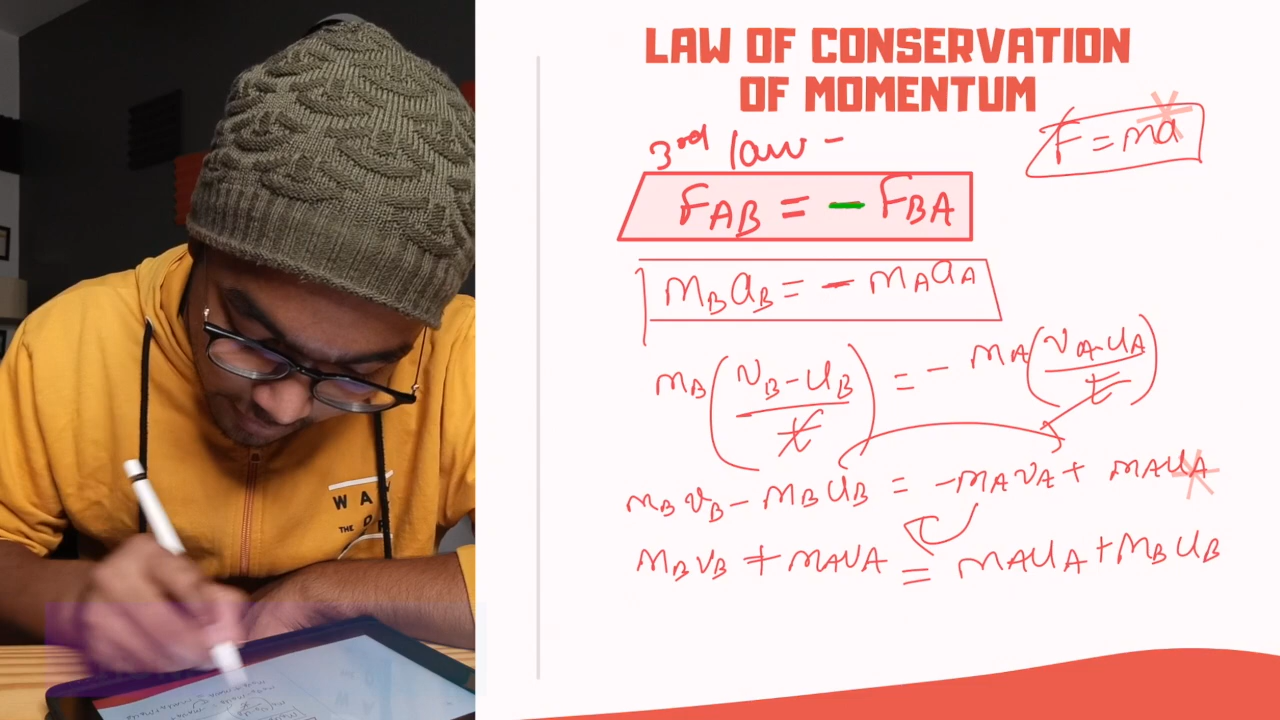 LAW OF CONSERVATION
OF MOMENTUM
3rd law -
F = ma
FAB = - FBA
mBaB = - mAaA
mB(vB-uB/t) = - mA(vA-uA/t)
mBvB - mBuB = -mAvA + mAuA
mBvB + mAvA = mAuA + mBuB
THE